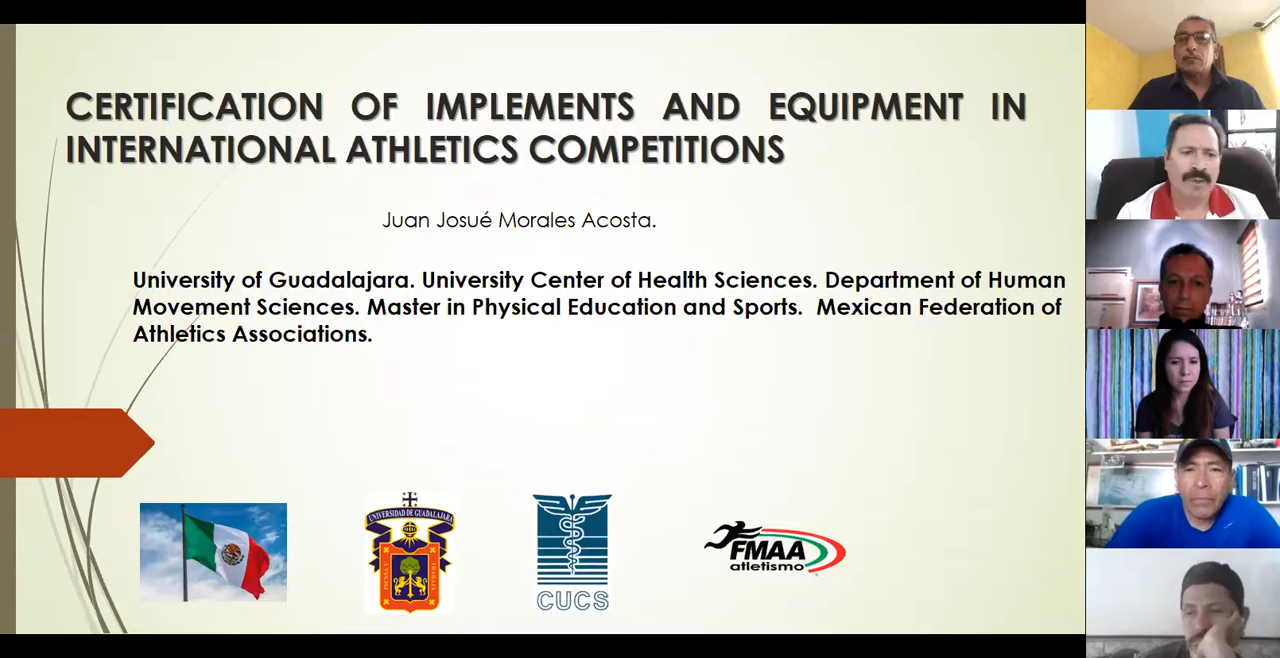 CERTIFICATION OF IMPLEMENTS AND EQUIPMENT IN
INTERNATIONAL ATHLETICS COMPETITIONS
Juan Josué Morales Acosta.
University of Guadalajara. University Center of Health Sciences. Department of Human
Movement Sciences. Master in Physical Education and Sports. Mexican Federation of
Athletics Associations.
UNIVERSIDAD DE GUADALAJARA
CUCS
FMAA
atletismo